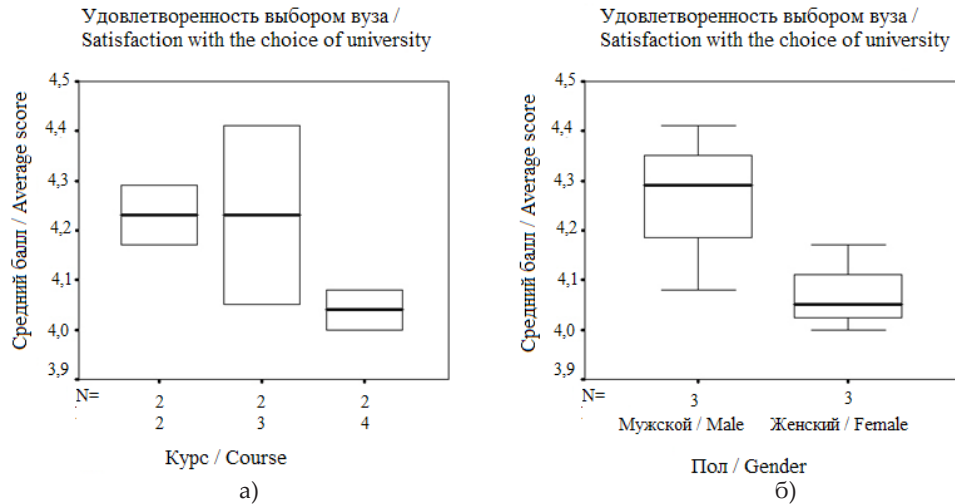 Удовлетворенность выбором вуза /
Satisfaction with the choice of university
Средний балл / Average score
4,5
4,4
4,3
4,2
4,1
4,0
3,9
N=
2 2 2
2 3 4
Курс / Course
а)
Удовлетворенность выбором вуза /
Satisfaction with the choice of university
Средний балл / Average score
4,5
4,4
4,3
4,2
4,1
4,0
3,9
N=
3 3
Мужской / Male Женский / Female
Пол / Gender
б)